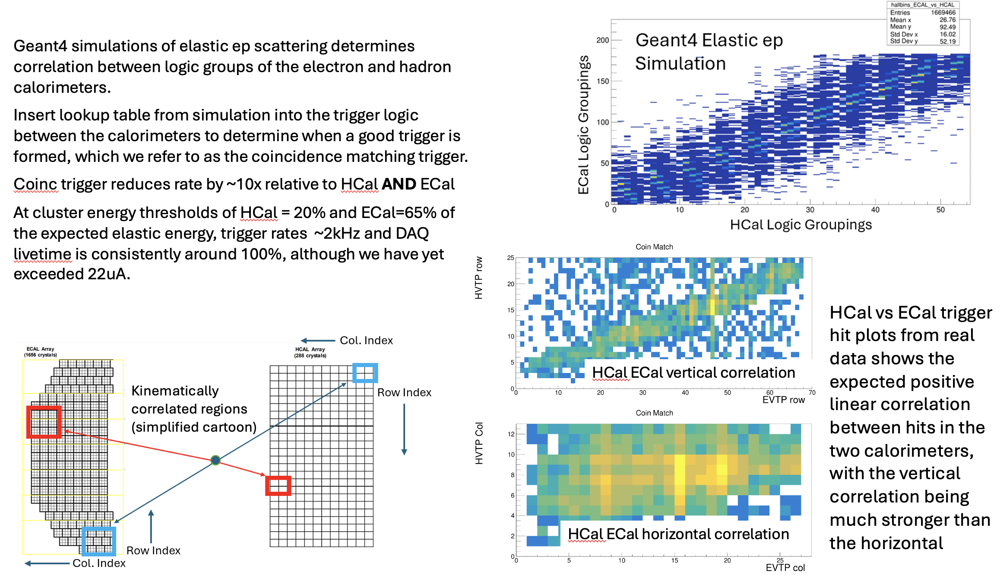 Geant4 simulations of elastic ep scattering determines
correlation between logic groups of the electron and hadron
calorimeters.
Insert lookup table from simulation into the trigger logic
between the calorimeters to determine when a good trigger is
formed, which we refer to as the coincidence matching trigger.
Coinc trigger reduces rate by ~10x relative to HCal AND ECal
At cluster energy thresholds of HCal = 20% and ECal=65% of
the expected elastic energy, trigger rates ~2kHz and DAQ
livetime is consistently around 100%, although we have yet
exceeded 22uA.
hallbins_ECAL_vs_HCAL
Entries 1669466
Mean x 26.76
Mean y 92.49
Std Dev x 16.02
Std Dev y 52.19
Geant4 Elastic ep
Simulation
ECal Logic Groupings
200
150
100
50
0
0 10 20 30 40 50
HCal Logic Groupings
Coin Match
HVTP row
25
20
15
10
5
0
HCal ECal vertical correlation
0 10 20 30 40 50 60 70
EVTP row
Coin Match
HVTP Col
12
10
8
6
4
2
0
HCal ECal horizontal correlation
0 5 10 15 20 25
EVTP col
HCal vs ECal trigger
hit plots from real
data shows the
expected positive
linear correlation
between hits in the
two calorimeters,
with the vertical
correlation being
much stronger than
the horizontal
ECAL Array
(1656 crystals)
HCAL Array
(288 crystals)
Col. Index
Row Index
Kinematically
correlated regions
(simplified cartoon)
Row Index
Col. Index